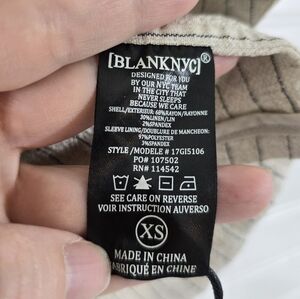 [BLANKNYC]®
DESIGNED FOR YOU
BY OUR NYC TEAM
IN THE CITY THAT
NEVER SLEEPS
BECAUSE WE CARE
SHELL/EXTERIEUR: 68%RAYON/RAYONNE
30%LINEN/LIN
2%SPANDEX
SLEEVE LINING/DOUBLURE DE MANCHEON:
97%POLYESTER
3%SPANDEX
STYLE/MODELE # 17GI5106
PO# 107502
RN# 114542
SEE CARE ON REVERSE
VOIR INSTRUCTION AUVERSO
XS
MADE IN CHINA
FABRIQUÉ EN CHINE